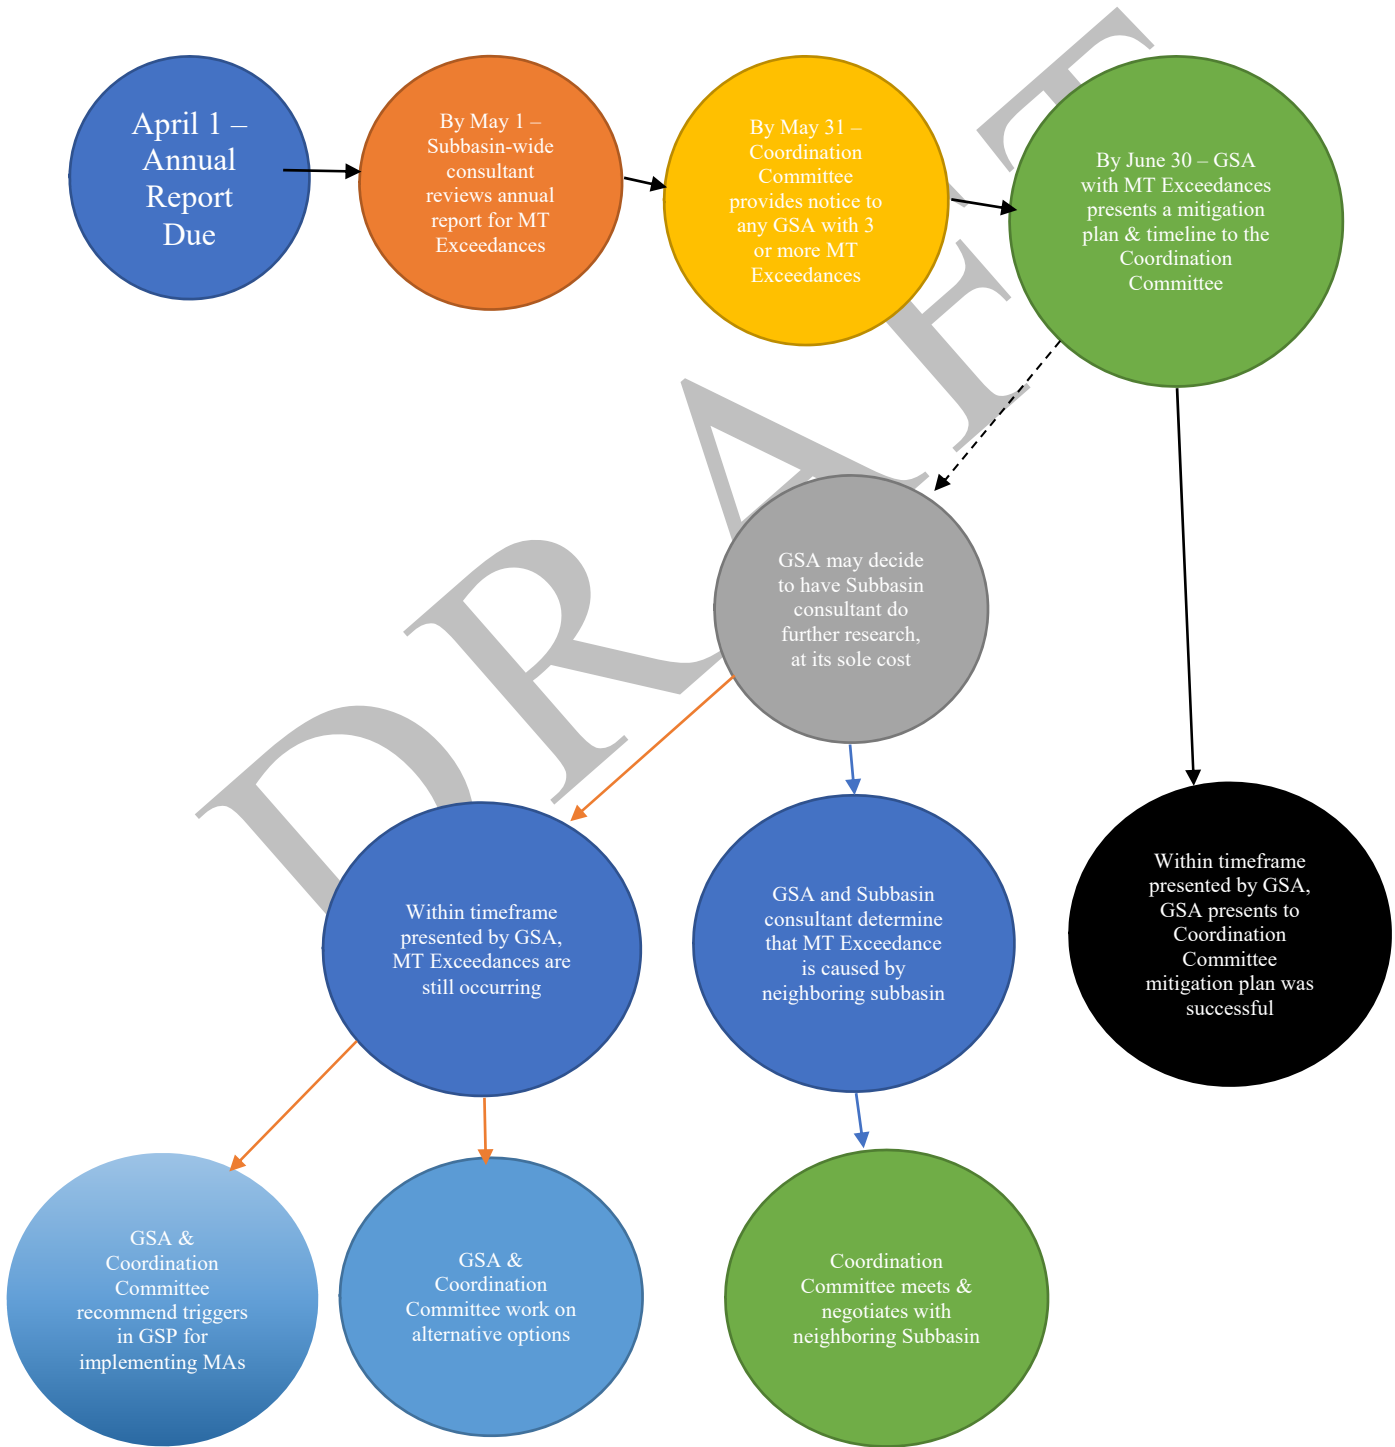 April 1 –
Annual
Report
Due
By May 1 –
Subbasin-wide
consultant
reviews annual
report for MT
Exceedances
By May 31 –
Coordination
Committee
provides notice to
any GSA with 3
or more MT
Exceedances
By June 30 – GSA
with MT Exceedances
presents a mitigation
plan & timeline to the
Coordination
Committee
DRAFT
GSA may decide
to have Subbasin
consultant do
further research,
at its sole cost
Within timeframe
presented by GSA,
MT Exceedances are
still occurring
GSA and Subbasin
consultant determine
that MT Exceedance
is caused by
neighboring subbasin
Within timeframe
presented by GSA,
GSA presents to
Coordination
Committee
mitigation plan was
successful
GSA &
Coordination
Committee
recommend triggers
in GSP for
implementing MAs
GSA &
Coordination
Committee work on
alternative options
Coordination
Committee meets &
negotiates with
neighboring Subbasin